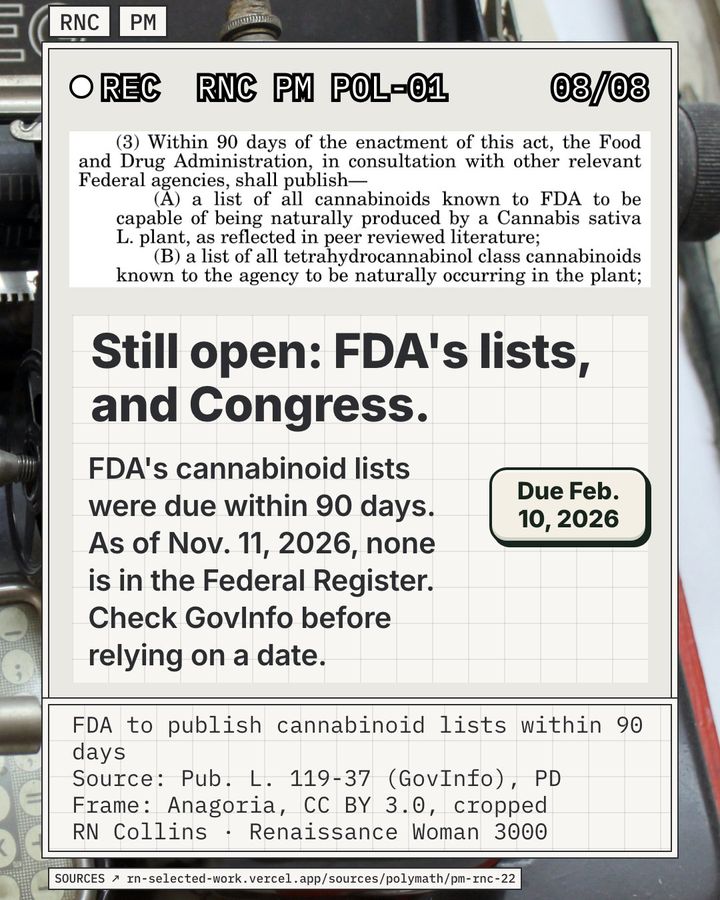 RNC PM
REC RNC PM POL-01 08/08
(3) Within 90 days of the enactment of this act, the Food
and Drug Administration, in consultation with other relevant
Federal agencies, shall publish—
(A) a list of all cannabinoids known to FDA to be
capable of being naturally produced by a Cannabis sativa
L. plant, as reflected in peer reviewed literature;
(B) a list of all tetrahydrocannabinol class cannabinoids
known to the agency to be naturally occurring in the plant;
Still open: FDA's lists,
and Congress.
FDA's cannabinoid lists
were due within 90 days.
As of Nov. 11, 2026, none
is in the Federal Register.
Check GovInfo before
relying on a date.
Due Feb.
10, 2026
FDA to publish cannabinoid lists within 90
days
Source: Pub. L. 119-37 (GovInfo), PD
Frame: Anagoria, CC BY 3.0, cropped
RN Collins · Renaissance Woman 3000
SOURCES ↗ rn-selected-work.vercel.app/sources/polymath/pm-rnc-22